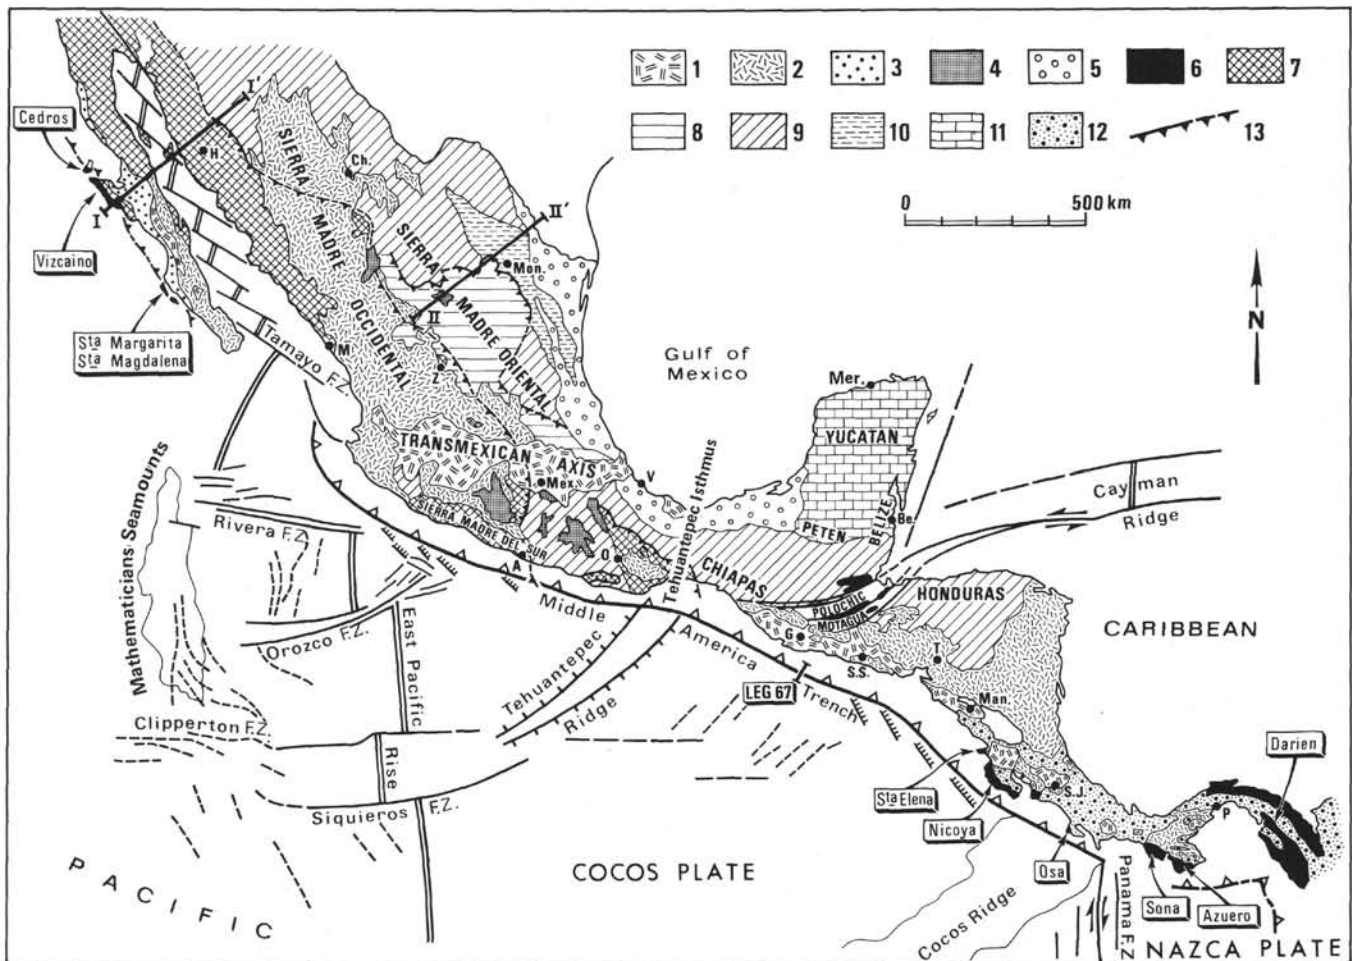 1
2
3
4
5
6
7
8
9
10
11
12
13
0 500 km
N
Cedros
Vizcaino
Sta Margarita
Sta Magdalena
I
I'
II
II'
H
Ch.
Mon.
M
Z
SIERRA MADRE OCCIDENTAL
SIERRA MADRE ORIENTAL
Tamayo F.Z.
Gulf of
Mexico
Mer.
YUCATAN
TRANSMEXICAN AXIS
Mex.
V
Tehuantepec Isthmus
SIERRA MADRE DEL SUR
A
O
PETEN
BELIZE
Be.
CHIAPAS
Cayman
Ridge
POLOCHIC
MOTAGUA
HONDURAS
CARIBBEAN
G
S.S.
T
Man.
Mathematicians Seamounts
Rivera F.Z.
Orozco F.Z.
Clipperton F.Z.
East Pacific
Rise
Siquieros F.Z.
Tehuantepec
Ridge
Middle
America
Trench
LEG 67
Sta Elena
Nicoya
S.J.
Osa
P
Darien
Sona
Azuero
PACIFIC
COCOS PLATE
Cocos Ridge
Panama F.Z
NAZCA PLATE